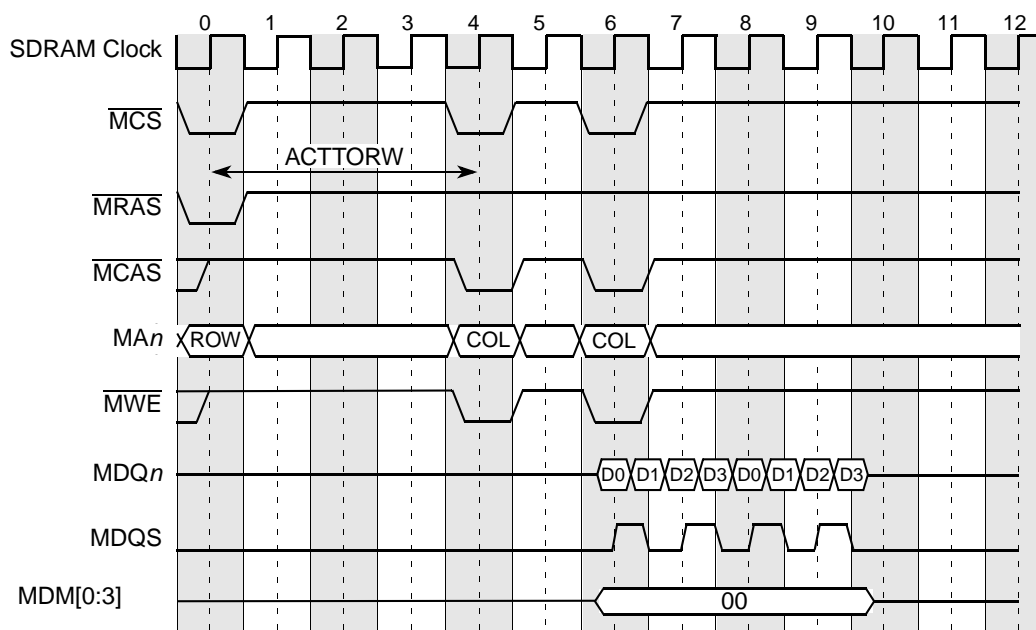 0 1 2 3 4 5 6 7 8 9 10 11 12
SDRAM Clock
MCS
ACTTORW
MRAS
MCAS
MAn ROW COL COL
MWE
MDQn D0 D1 D2 D3 D0 D1 D2 D3
MDQS
MDM[0:3] 00